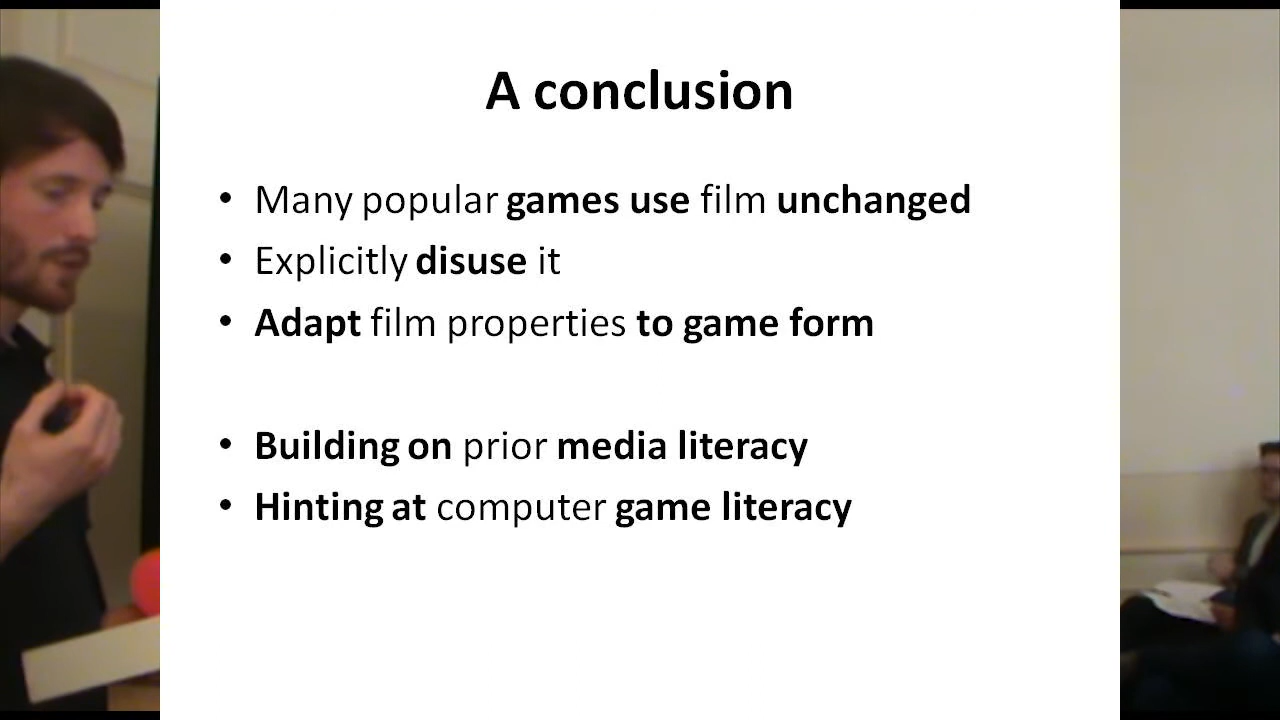 A conclusion
• Many popular games use film unchanged
• Explicitly disuse it
• Adapt film properties to game form
• Building on prior media literacy
• Hinting at computer game literacy